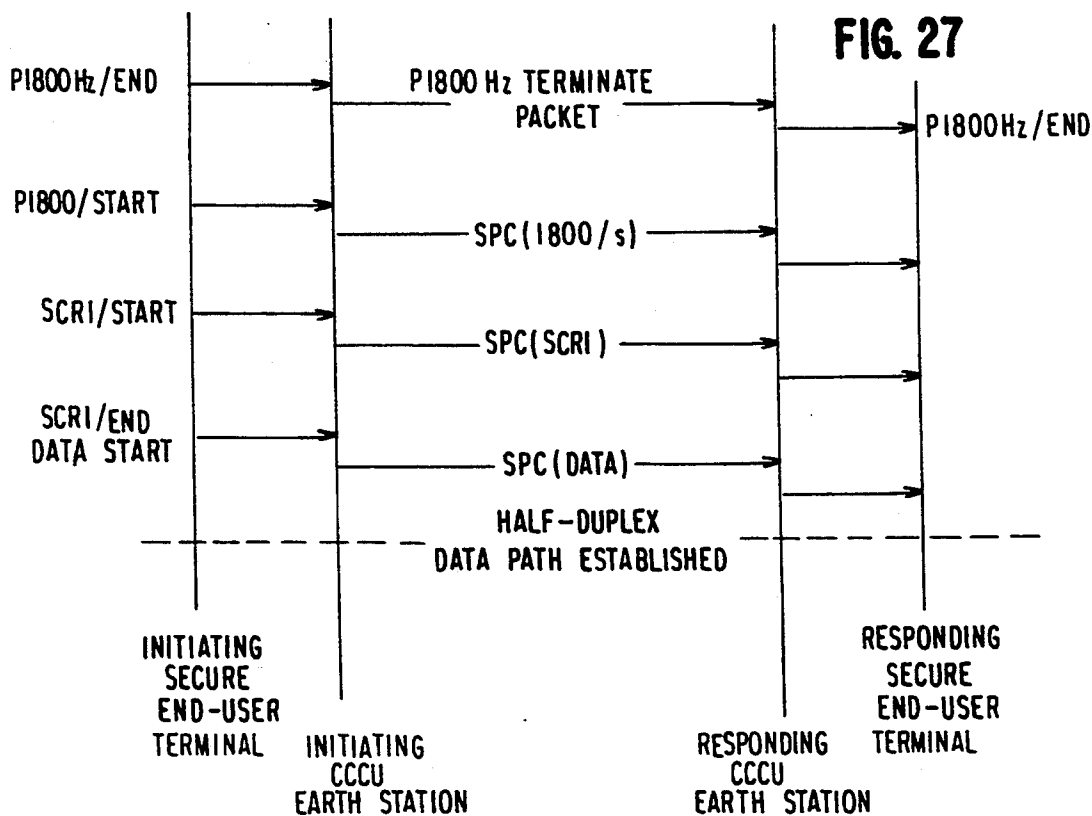 FIG. 27
P1800Hz/END
P1800 Hz TERMINATE
PACKET
P1800Hz/END
P1800/START
SPC(1800/s)
SCR1/START
SPC(SCR1)
SCR1/END
DATA START
SPC(DATA)
HALF-DUPLEX
DATA PATH ESTABLISHED
INITIATING
SECURE
END-USER
TERMINAL
INITIATING
CCCU
EARTH STATION
RESPONDING
CCCU
EARTH STATION
RESPONDING
SECURE
END-USER
TERMINAL